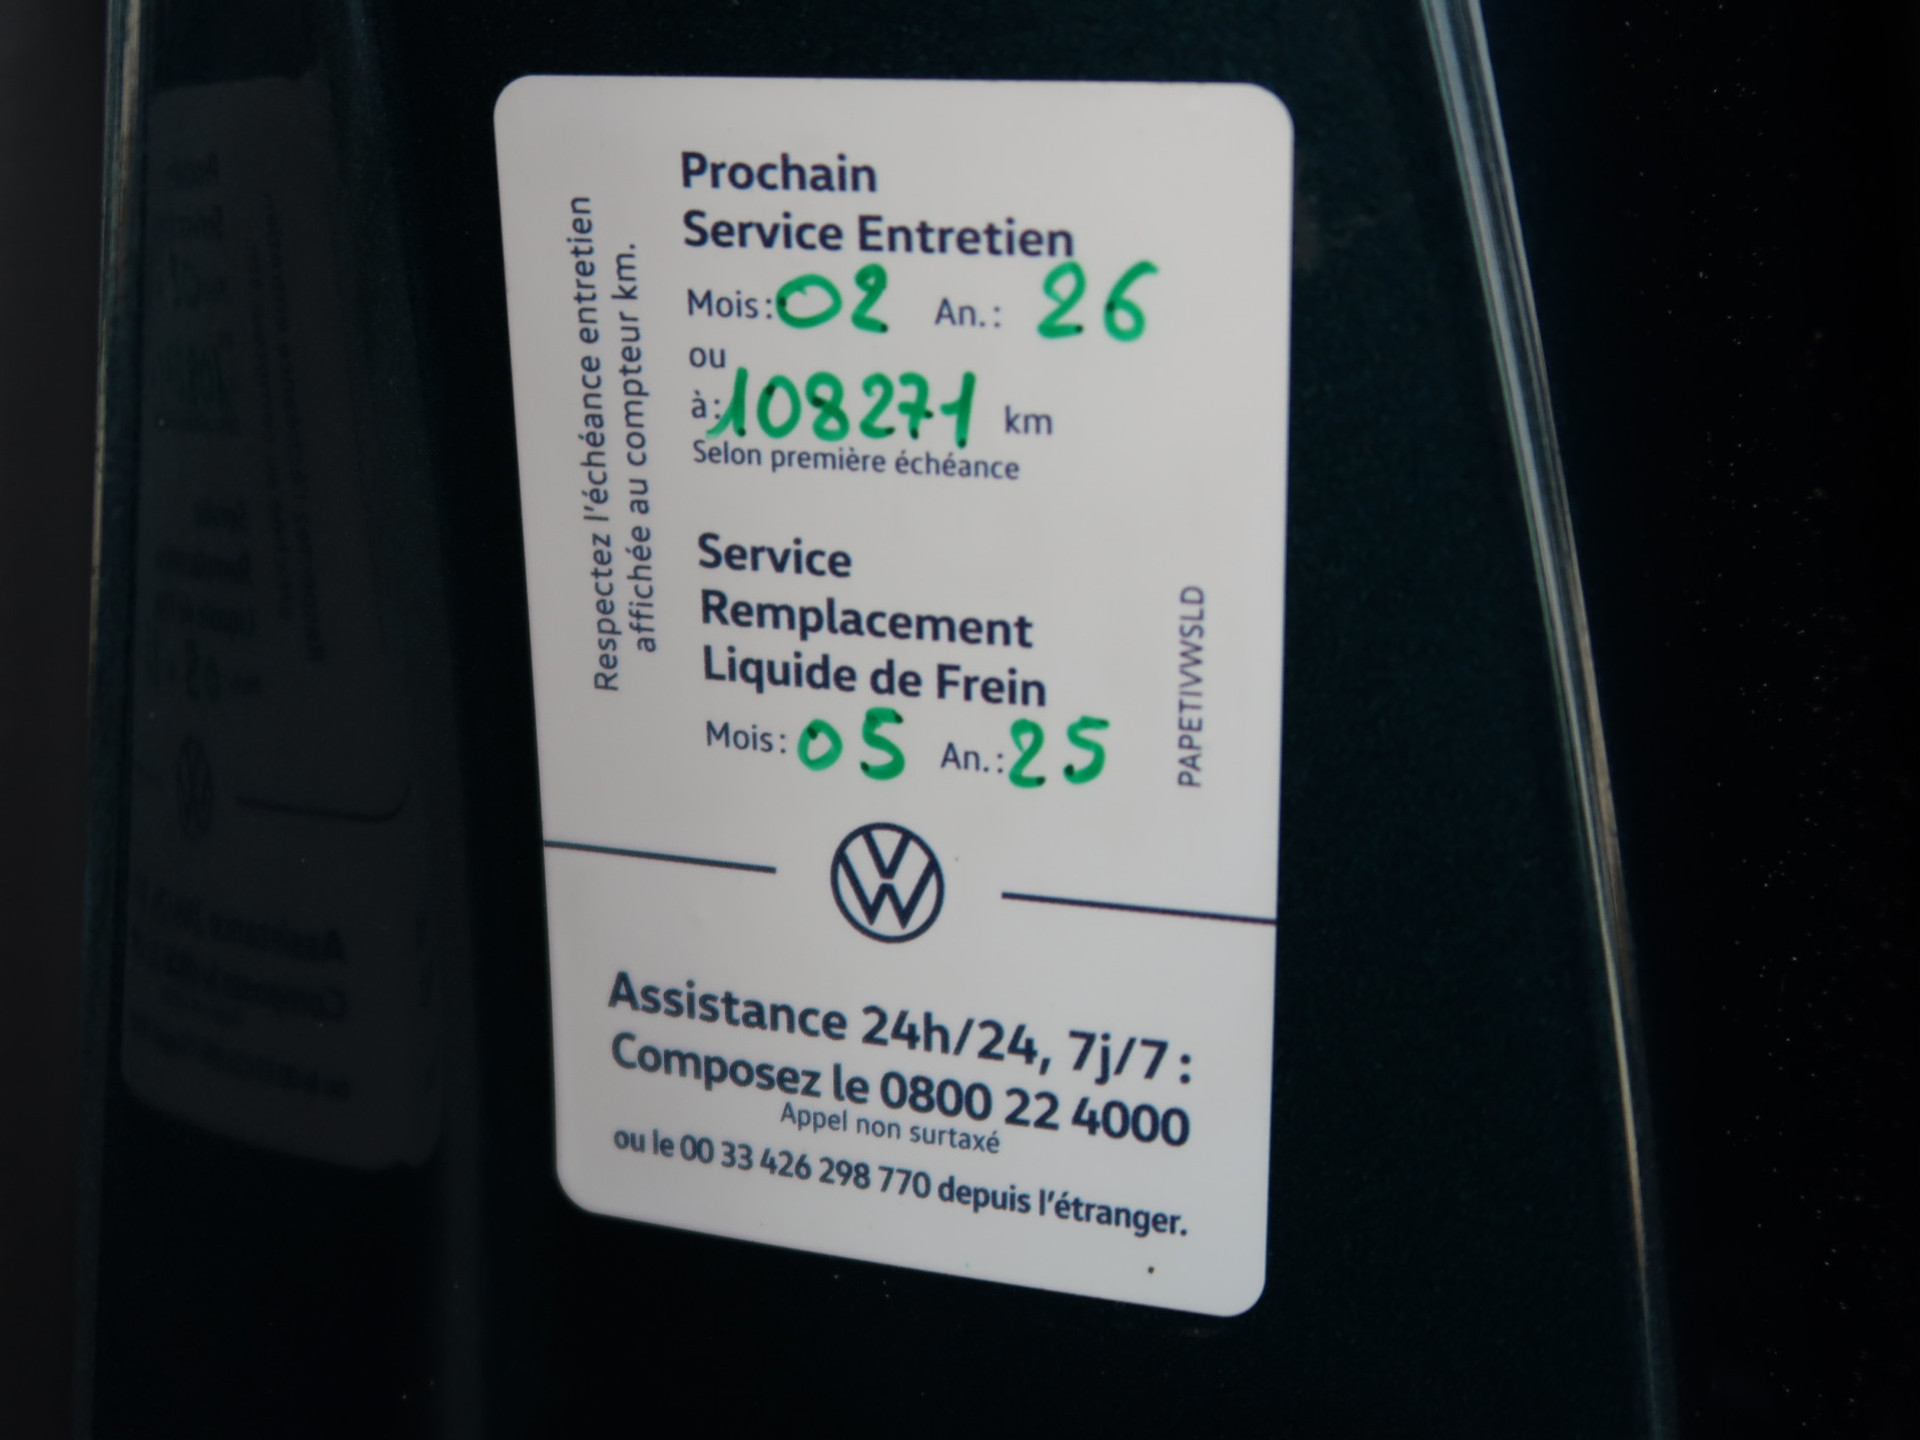 Prochain
Service Entretien
Mois: 02 An.: 26
ou
à: 108271 km
Selon première échéance
Respectez l'échéance entretien
affichée au compteur km.
Service
Remplacement
Liquide de Frein
Mois: 05 An.: 25
PAPETIVWSLD
Assistance 24h/24, 7j/7 :
Composez le 0800 22 4000
Appel non surtaxé
ou le 00 33 426 298 770 depuis l'étranger.